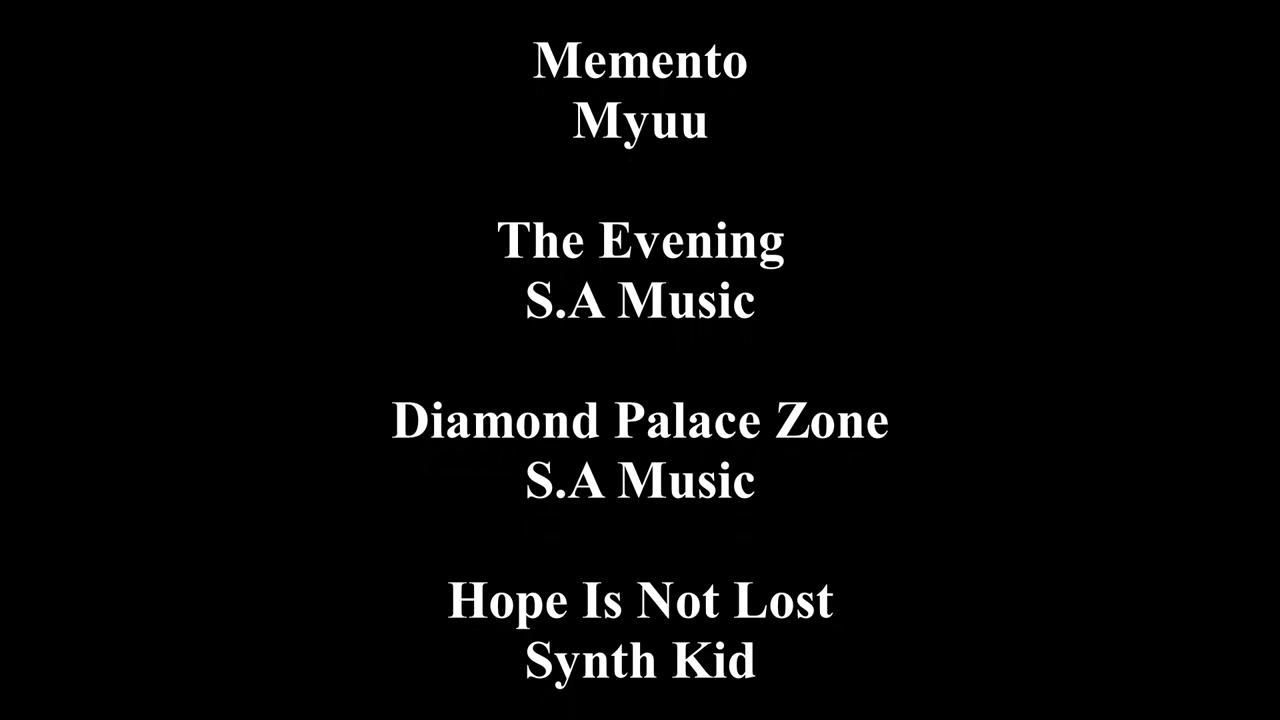 Memento
Myuu
The Evening
S.A Music
Diamond Palace Zone
S.A Music
Hope Is Not Lost
Synth Kid